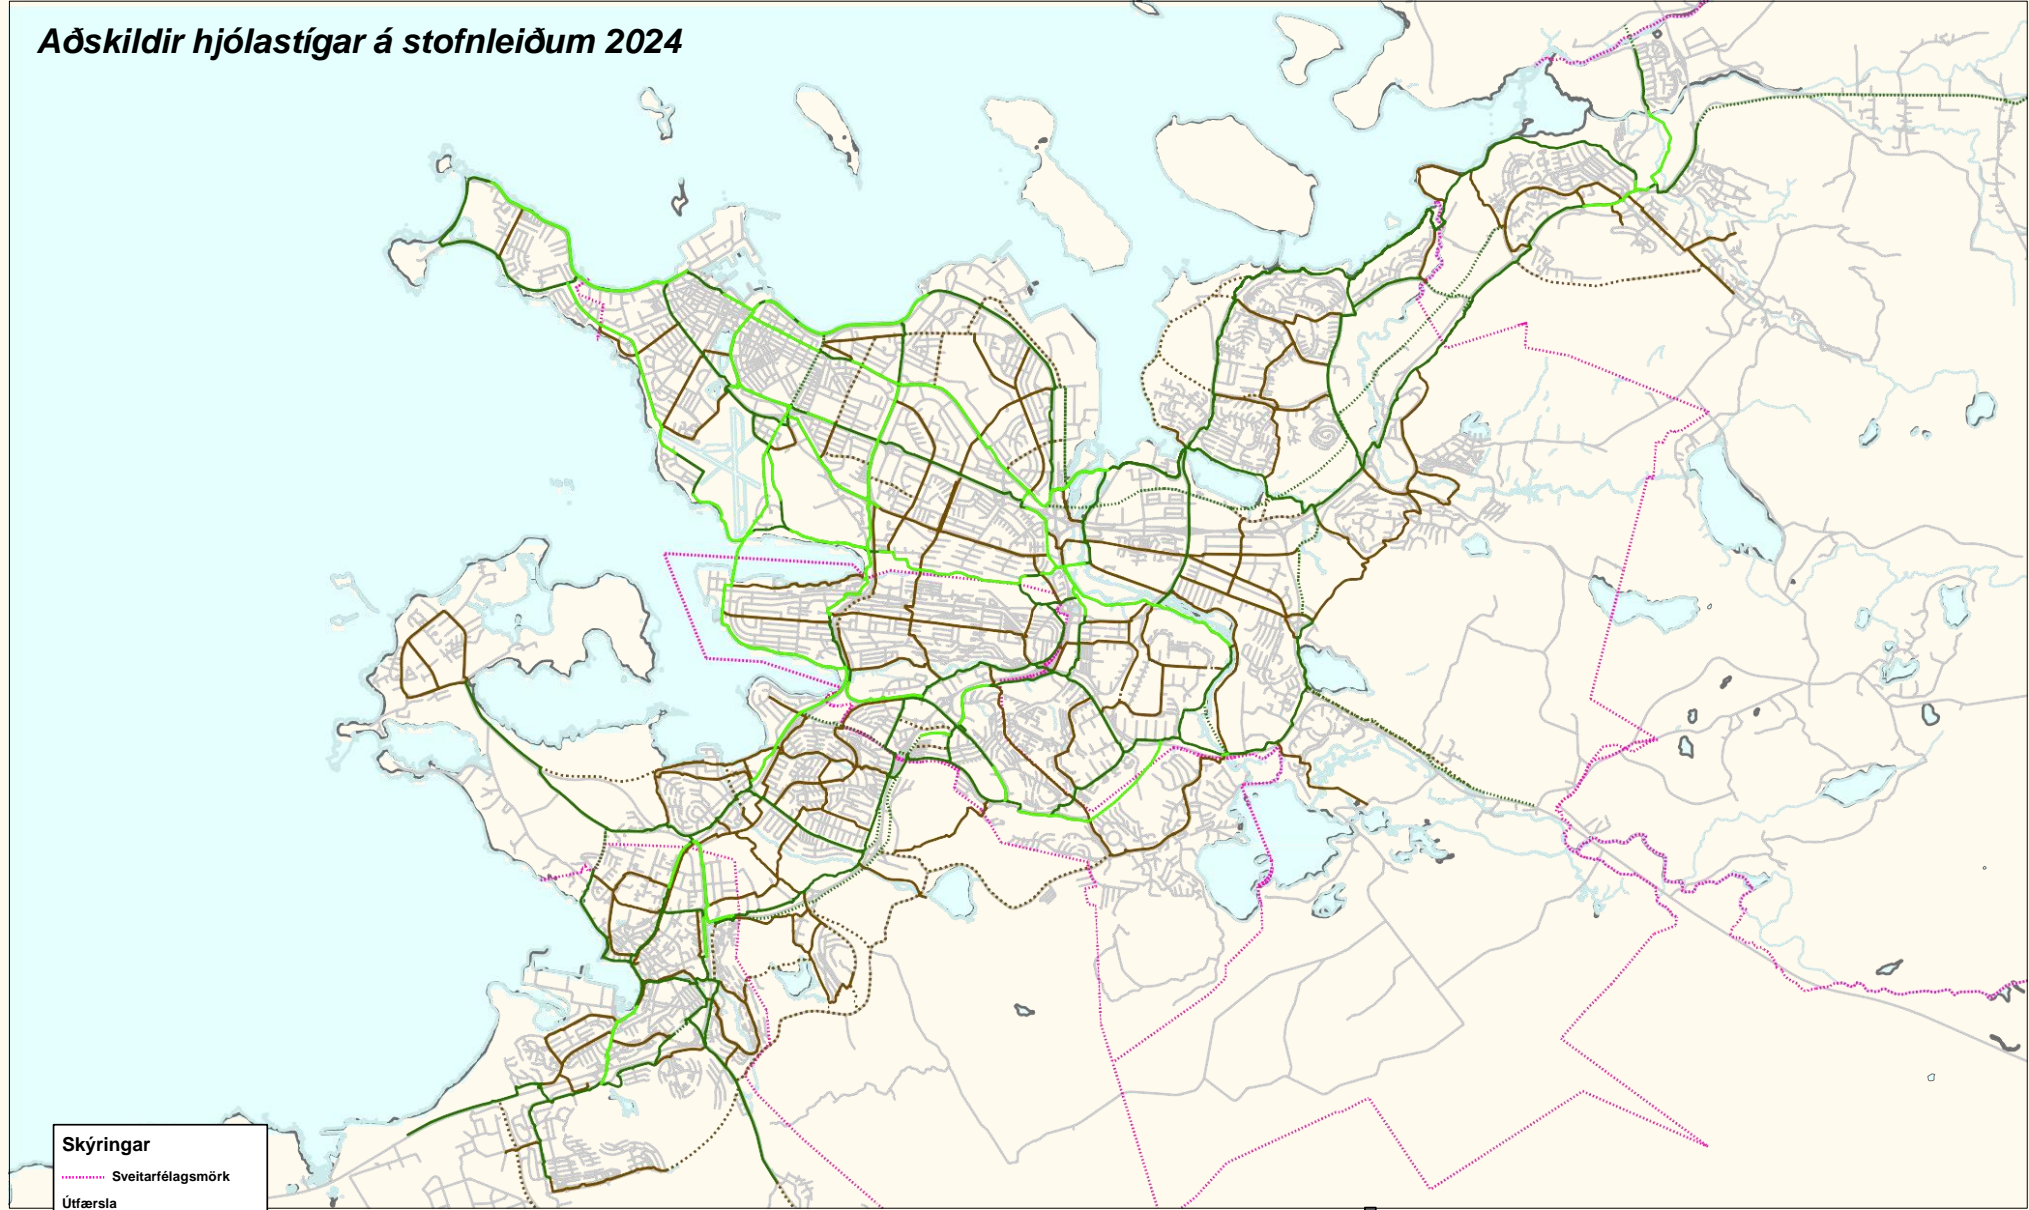 Aðskildir hjólastígar á stofnleiðum 2024
Skýringar
Sveitarfélagsmörk
Útfærsla